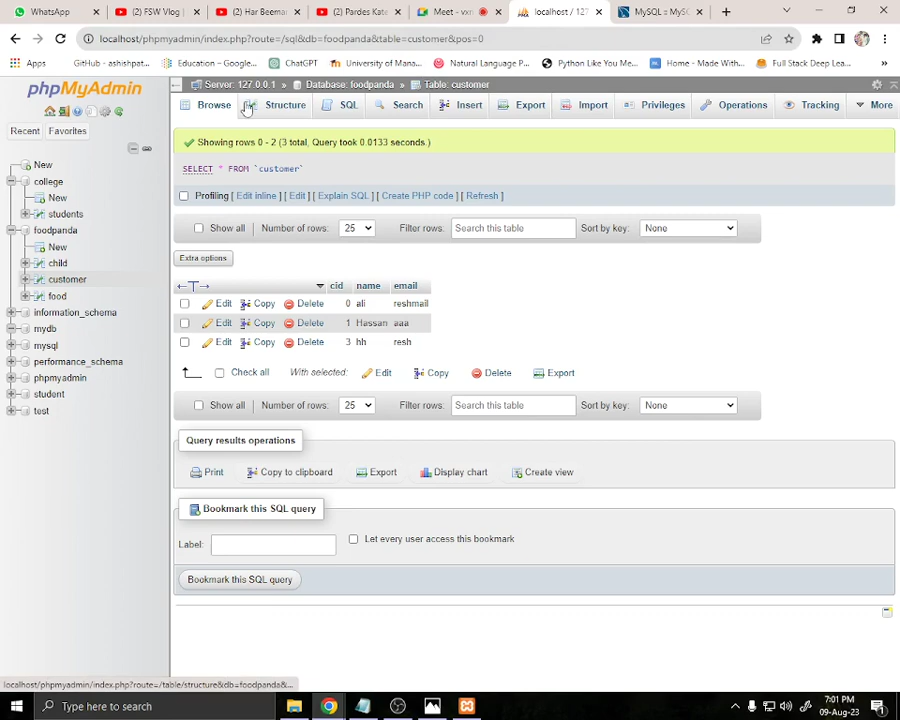 WhatsApp
(2) FSW Vlog
(2) Har Beema
(2) Pardes Kate
Meet - vxn
localhost / 127
MySQL :: MySC
localhost/phpmyadmin/index.php?route=/sql&db=foodpanda&table=customer&pos=0
Apps
GitHub - ashishpat...
Education – Google...
ChatGPT
University of Mana...
Natural Language P...
Python Like You Me...
Home - Made With...
Full Stack Deep Lea...
phpMyAdmin
Recent
Favorites
New
college
New
students
foodpanda
New
child
customer
food
information_schema
mydb
mysql
performance_schema
phpmyadmin
student
test
Server: 127.0.0.1 » Database: foodpanda » Table: customer
Browse
Structure
SQL
Search
Insert
Export
Import
Privileges
Operations
Tracking
More
Showing rows 0 - 2 (3 total, Query took 0.0133 seconds.)
SELECT * FROM `customer`
Profiling [ Edit inline ] [ Edit ] [ Explain SQL ] [ Create PHP code ] [ Refresh ]
Show all
Number of rows: 25
Filter rows: Search this table
Sort by key: None
Extra options
←T→ cid name email
Edit Copy Delete 0 ali reshmail
Edit Copy Delete 1 Hassan aaa
Edit Copy Delete 3 hh resh
Check all With selected: Edit Copy Delete Export
Show all
Number of rows: 25
Filter rows: Search this table
Sort by key: None
Query results operations
Print
Copy to clipboard
Export
Display chart
Create view
Bookmark this SQL query
Label:
Let every user access this bookmark
Bookmark this SQL query
localhost/phpmyadmin/index.php?route=/table/structure&db=foodpanda&...
Type here to search
7:01 PM
09-Aug-23